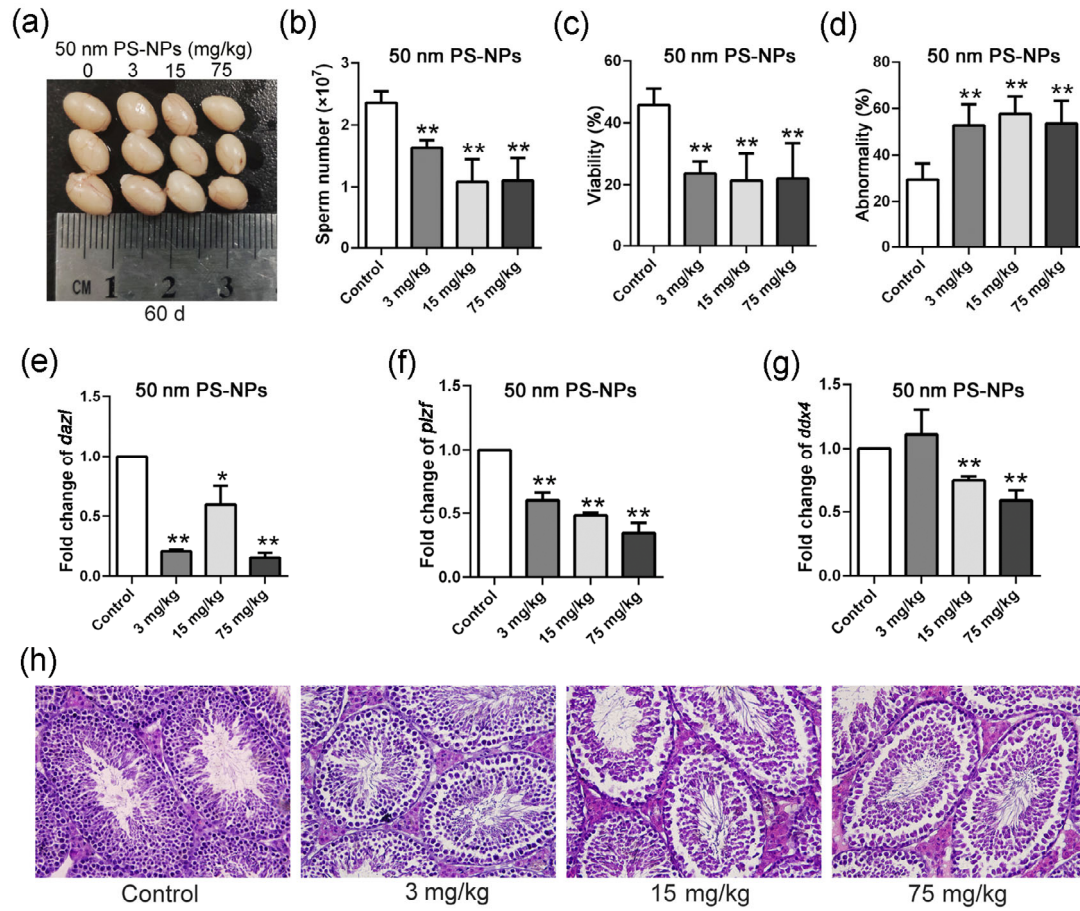 (a)
50 nm PS-NPs (mg/kg)
0 3 15 75
CM 1 2 3
60 d
(b)
50 nm PS-NPs
Sperm number (×10⁷)
3
2
1
0
**
**
**
Control
3 mg/kg
15 mg/kg
75 mg/kg
(c)
50 nm PS-NPs
Viability (%)
60
40
20
0
**
**
**
Control
3 mg/kg
15 mg/kg
75 mg/kg
(d)
50 nm PS-NPs
Abnormality (%)
80
60
40
20
0
**
**
**
Control
3 mg/kg
15 mg/kg
75 mg/kg
(e)
50 nm PS-NPs
Fold change of dazl
1.5
1.0
0.5
0.0
**
*
**
Control
3 mg/kg
15 mg/kg
75 mg/kg
(f)
50 nm PS-NPs
Fold change of plzf
1.5
1.0
0.5
0.0
**
**
**
Control
3 mg/kg
15 mg/kg
75 mg/kg
(g)
50 nm PS-NPs
Fold change of ddx4
1.5
1.0
0.5
0.0
**
**
Control
3 mg/kg
15 mg/kg
75 mg/kg
(h)
Control
3 mg/kg
15 mg/kg
75 mg/kg